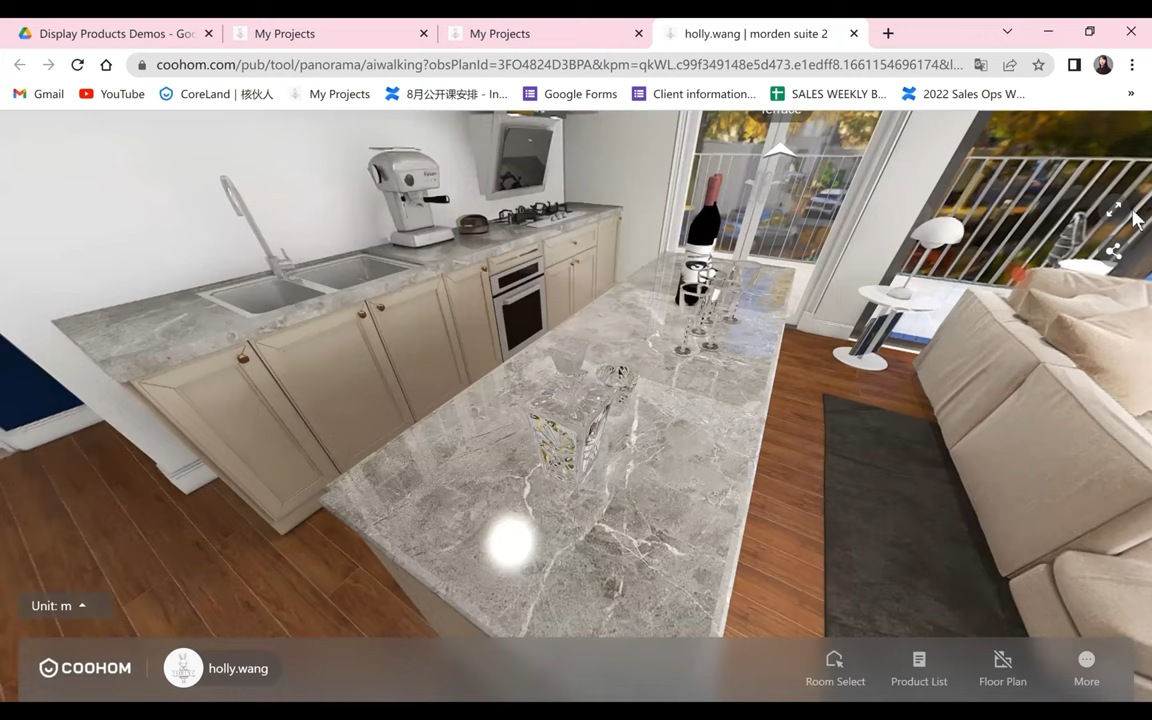 Display Products Demos - Goo
My Projects
My Projects
holly.wang | morden suite 2
coohom.com/pub/tool/panorama/aiwalking?obsPlanId=3FO4824D3BPA&kpm=qkWL.c99f349148e5d473.e1edff8.1661154696174&l...
Gmail
YouTube
CoreLand | 核伙人
My Projects
8月公开课安排 - In...
Google Forms
Client information...
SALES WEEKLY B...
2022 Sales Ops W...
»
Terrace
Unit: m
COOHOM
holly.wang
Room Select
Product List
Floor Plan
More